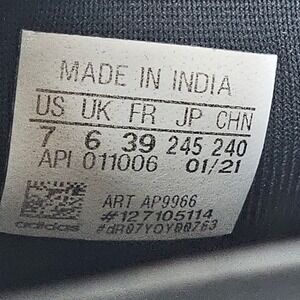 MADE IN INDIA
US UK FR JP CHN
7 6 39 245 240
API 011006 01/21
ART AP9966
#127105114
adidas #dR07YOYD0763